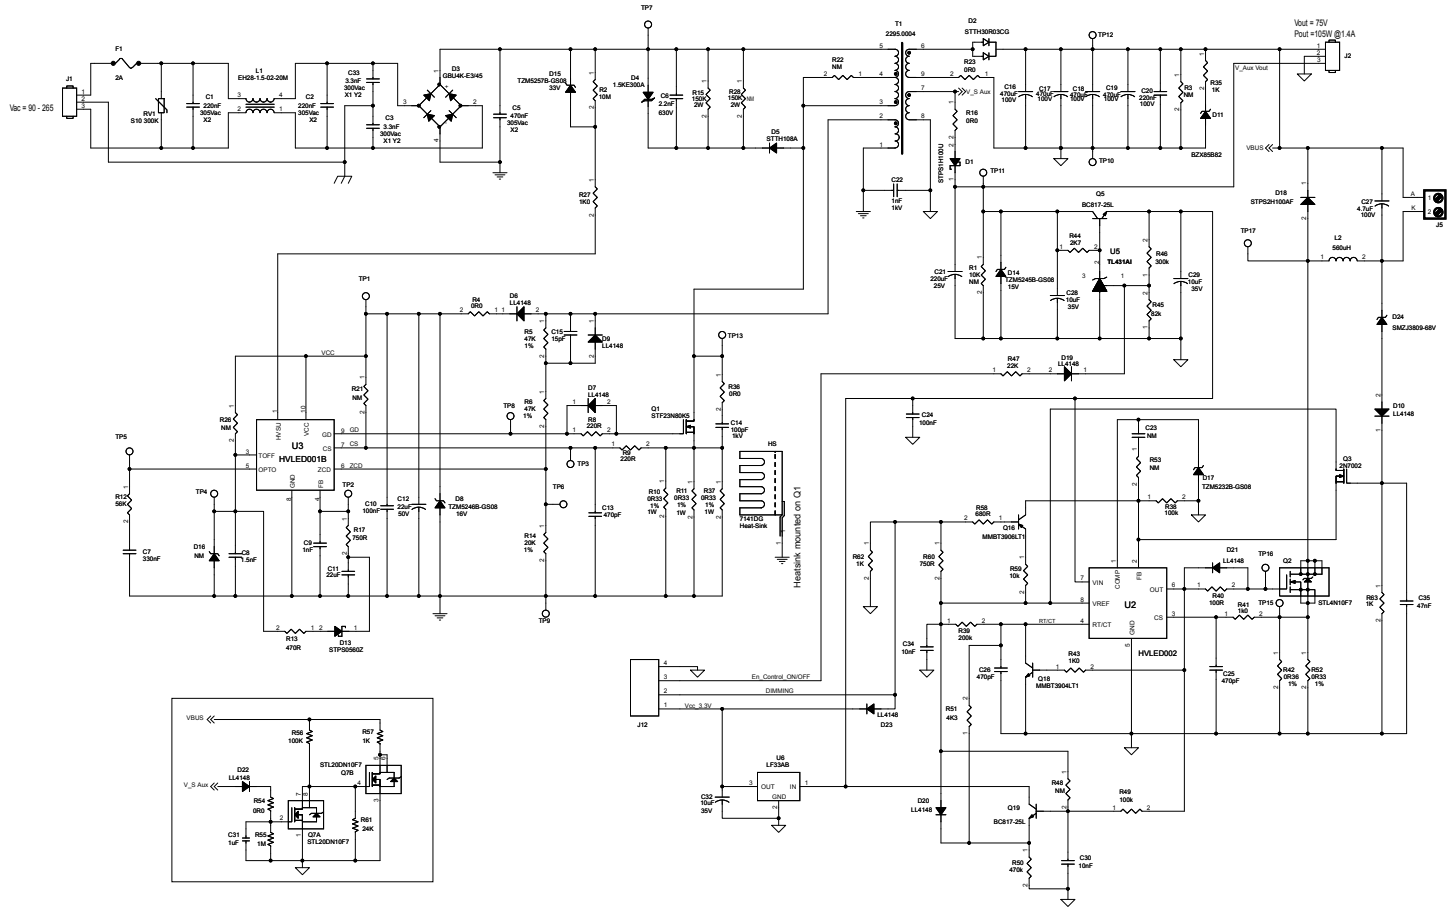 TP7
T1
2295.0004
D2
STTH30R03CG
TP12
Vout = 75V
Pout =105W @1.4A
J2
F1
2A
L1
EH28-1.5-02-20M
C33
3.3nF
300Vac
X1 Y2
D3
GBU4K-E3/45
D15
TZM5257B-GS08
33V
R2
10M
D4
1.5KE300A
C6
2.2nF
630V
R15
150K
2W
R28
150K
2W
NM
R22
NM
R23
0R0
V_S Aux
V_Aux Vout
J1
Vac = 90 - 265
RV1
S10 300K
C1
220nF
305Vac
X2
C2
220nF
305Vac
X2
C3
3.3nF
300Vac
X1 Y2
C5
470nF
305Vac
X2
D5
STTH108A
R16
0R0
C16
470uF
100V
C17
470uF
100V
C18
470uF
100V
C19
470uF
100V
C20
220nF
100V
R3
NM
R35
1K
D11
BZX85B82
TP10
VBUS
R27
1K0
C22
1nF
1kV
STPS1H100U
D1
TP11
Q5
BC817-25L
D18
STPS2H100AF
C27
4.7uF
100V
A
K
J5
TP17
L2
560uH
R44
2K7
U5
TL431AI
R46
300k
R45
82k
C29
10uF
35V
C21
220uF
25V
R1
10K
NM
D14
TZM5245B-GS08
15V
C28
10uF
35V
TP1
R4
0R0
D6
LL4148
R5
47K
1%
C15
15pF
D9
LL4148
TP13
D24
SMZJ3809-68V
VCC
R21
NM
R26
NM
R6
47K
1%
D7
LL4148
R8
220R
TP8
Q1
STF23N80K5
R36
0R0
C14
100pF
1kV
R47
22K
D19
LL4148
D10
LL4148
C24
100nF
TP5
HVSU
VCC
U3
HVLED001B
GD
CS
TOFF
OPTO
ZCD
GND
FB
GD
CS
ZCD
TP3
R9
220R
HS
7141DG
Heat-Sink
Heatsink mounted on Q1
R12
56K
TP4
TP2
C10
100nF
C12
22uF
50V
D8
TZM5246B-GS08
16V
TP6
C13
470pF
R10
0R33
1%
1W
R11
0R33
1%
1W
R37
0R33
1%
1W
C23
NM
R53
NM
D17
TZM5232B-GS08
R38
100k
Q3
2N7002
C7
330nF
D16
NM
C8
1.5nF
C9
1nF
R17
750R
C11
22uF
R14
20K
1%
R62
1K
R60
750R
R58
680R
Q16
MMBT3906LT1
R59
10k
D21
LL4148
TP16
Q2
STL4N10F7
R40
100R
TP15
R41
1k0
VIN
COMP
FB
OUT
U2
VREF
RT/CT
CS
GND
HVLED002
R63
1K
C35
47nF
TP9
R13
470R
D13
STPS0560Z
C34
10nF
R39
200k
RT/CT
C26
470pF
Q18
MMBT3904LT1
R43
1K0
C25
470pF
R42
0R36
1%
R52
0R33
1%
J12
En_Control_ON/OFF
DIMMING
Vcc_3.3V
LL4148
D23
R51
4K3
VBUS
R56
100K
R57
1K
STL20DN10F7
Q7B
D22
LL4148
V_S Aux
R54
0R0
R55
1M
C31
1uF
Q7A
STL20DN10F7
R61
24K
U6
LF33AB
OUT
IN
GND
C32
10uF
35V
D20
LL4148
Q19
BC817-25L
R48
NM
R49
100k
R50
470k
C30
10nF